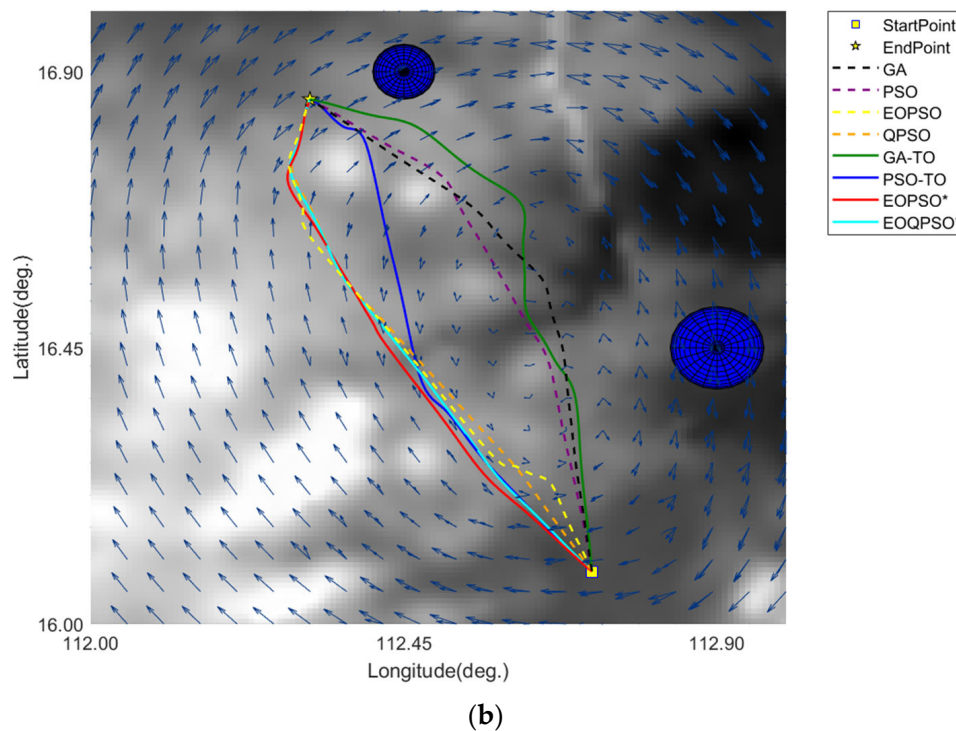 StartPoint
EndPoint
GA
PSO
EOPSO
QPSO
GA-TO
PSO-TO
EOPSO*
EOQPSO*
16.90
16.45
16.00
Latitude(deg.)
112.00
112.45
112.90
Longitude(deg.)
(b)